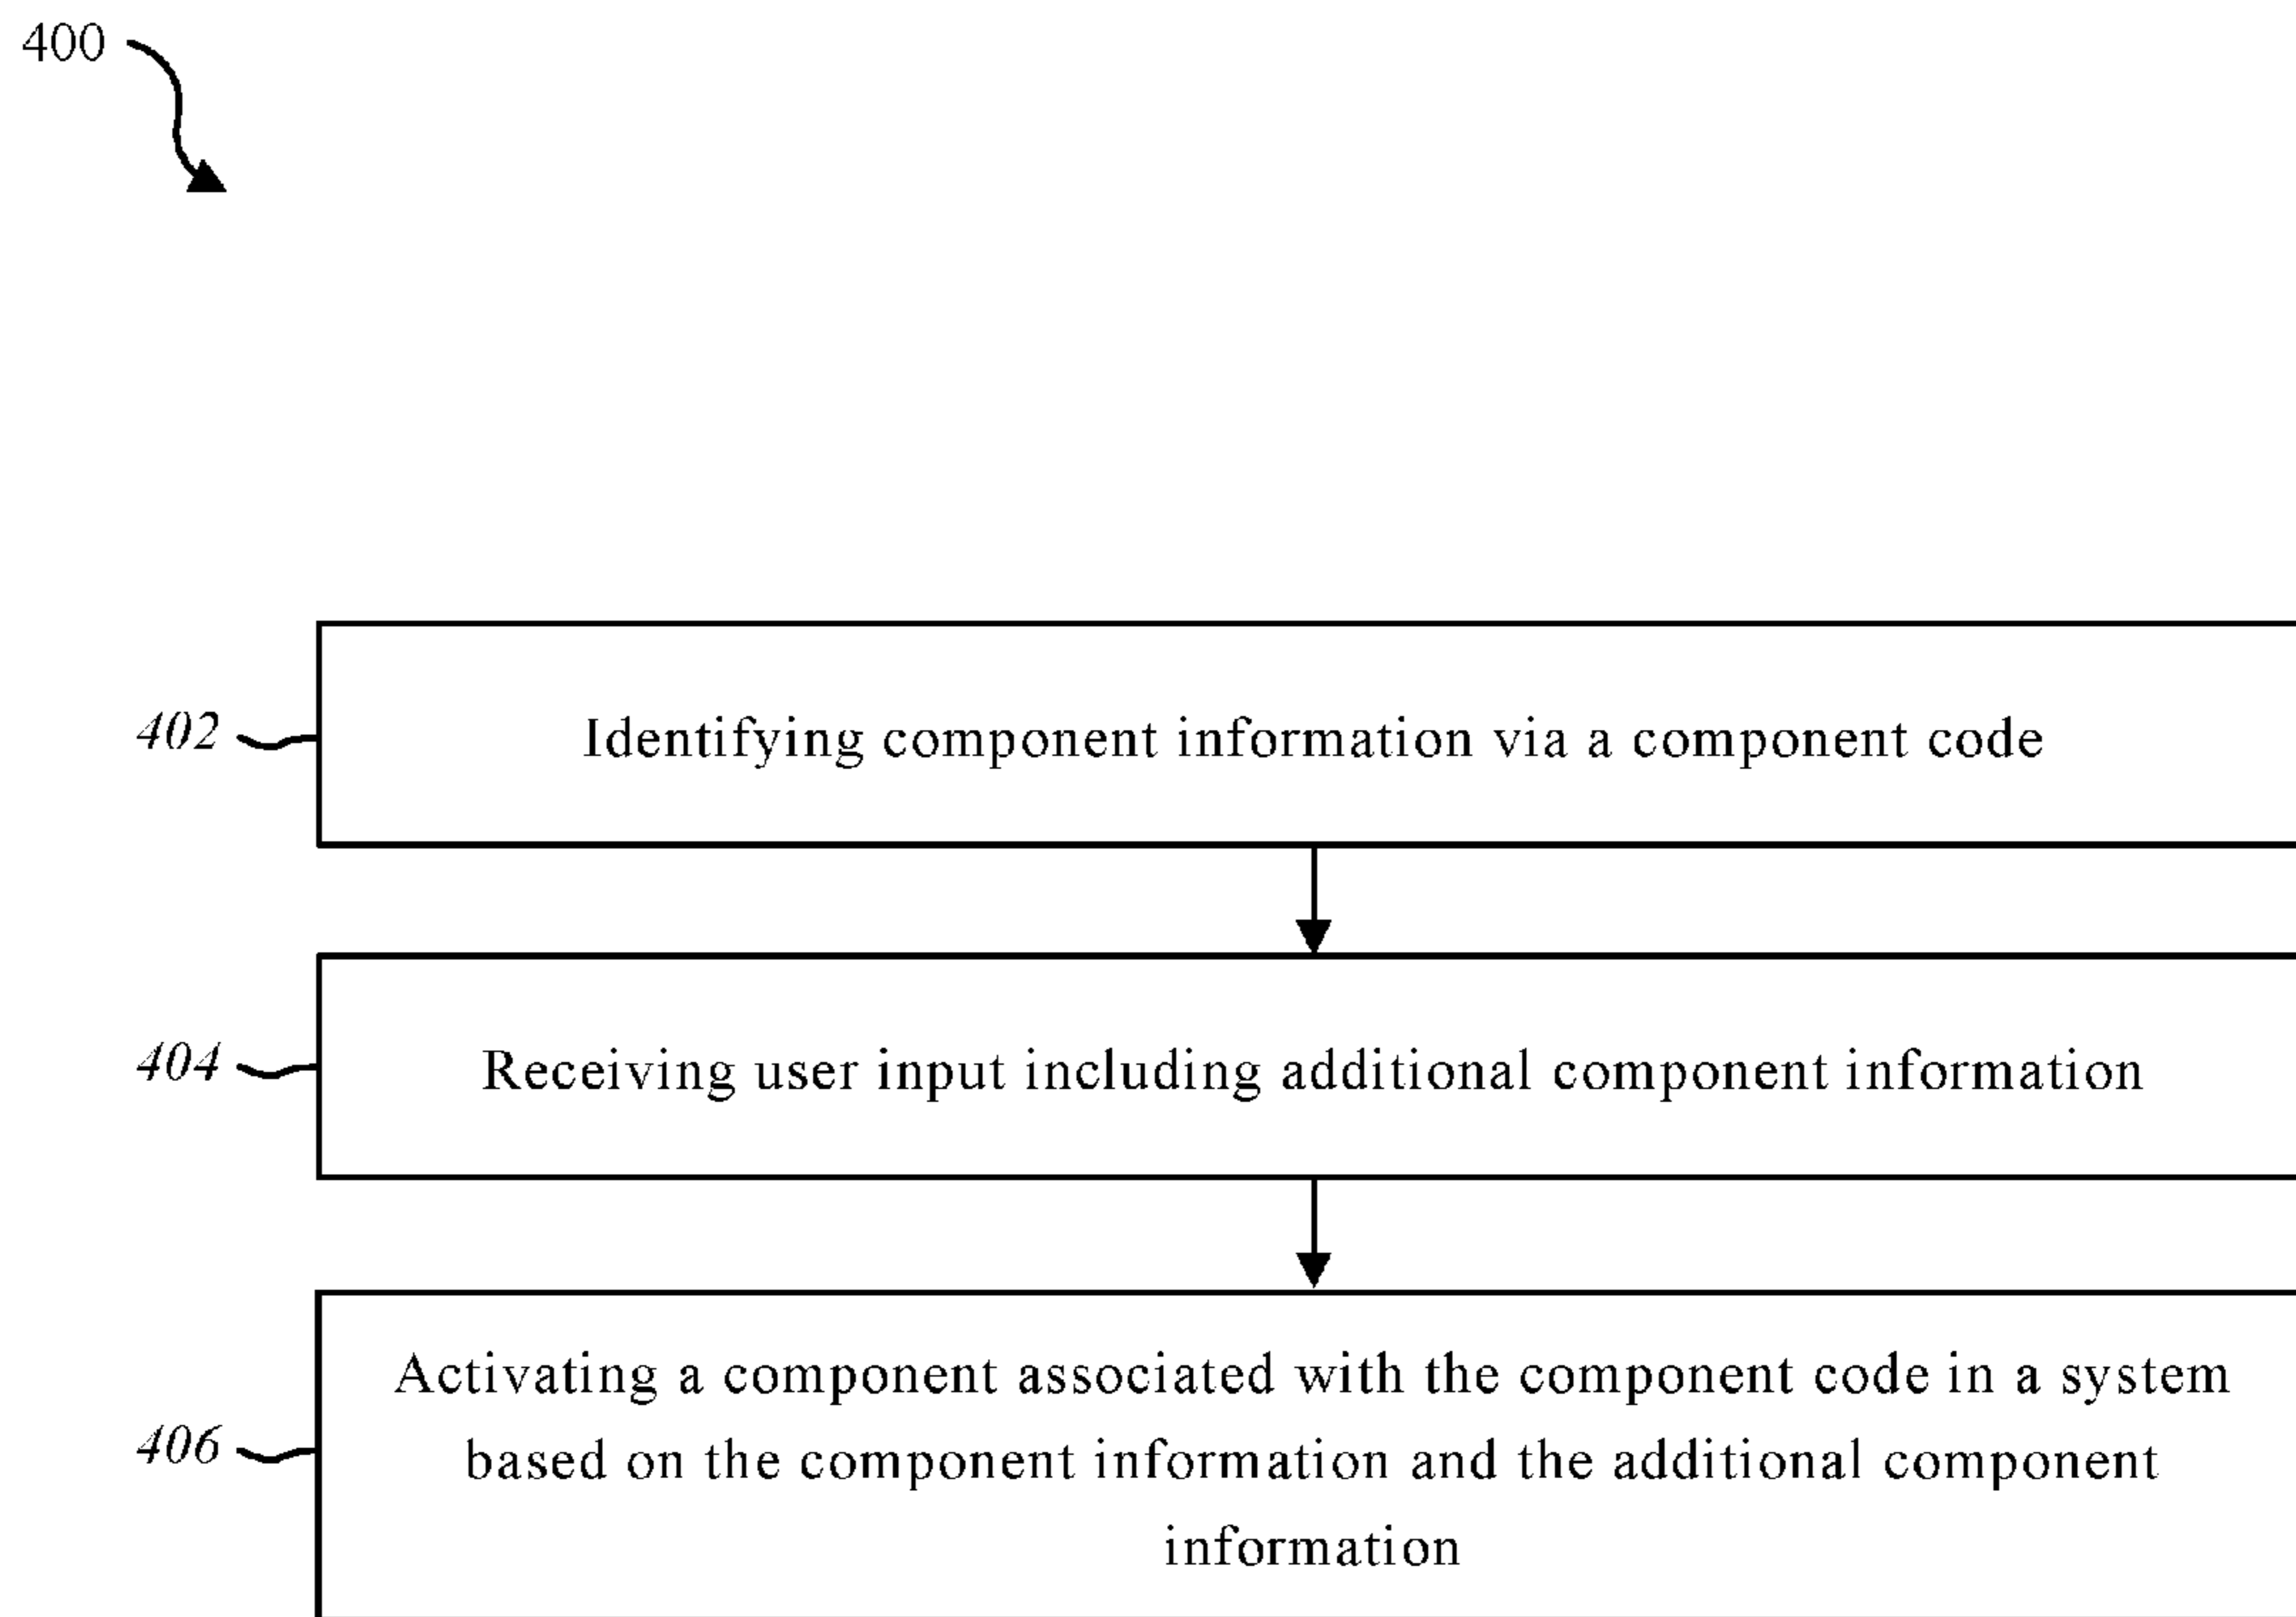 400
402
Identifying component information via a component code
404
Receiving user input including additional component information
406
Activating a component associated with the component code in a system
based on the component information and the additional component
information